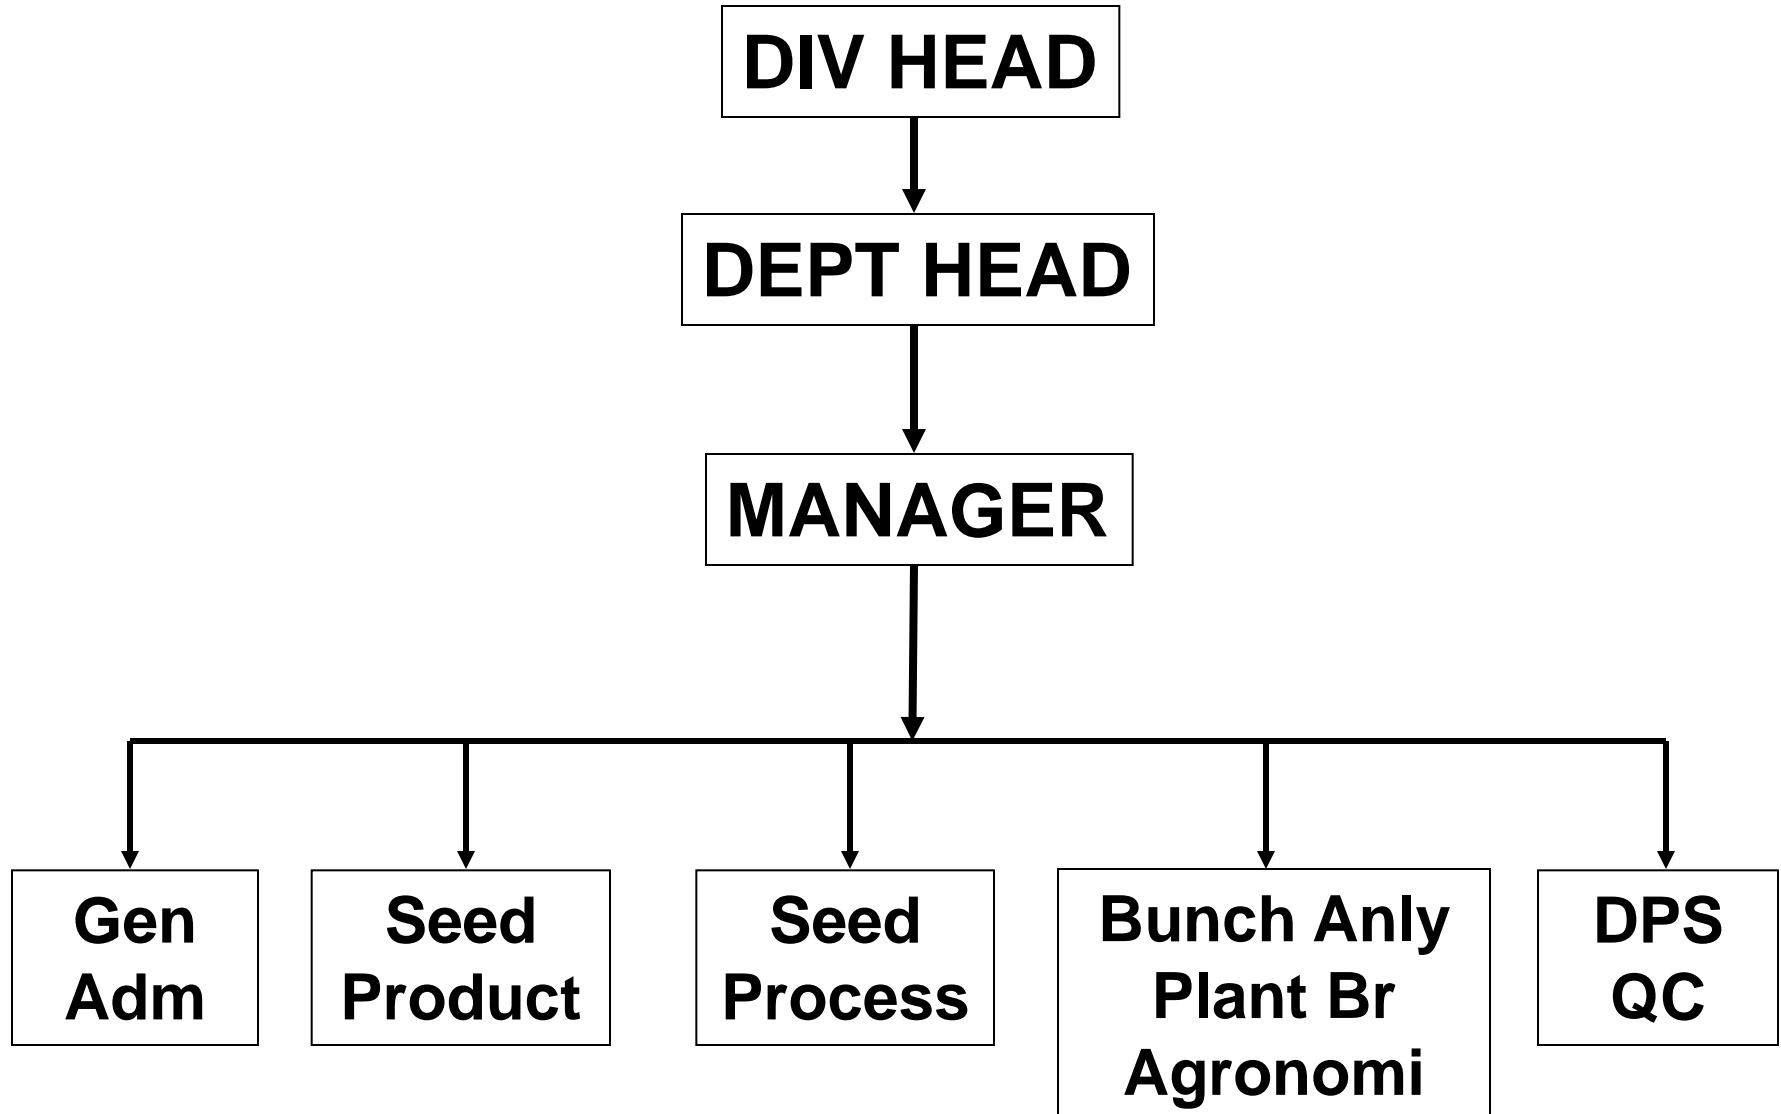 DIV HEAD
DEPT HEAD
MANAGER
Gen
Adm
Seed
Product
Seed
Process
Bunch Anly
Plant Br
Agronomi
DPS
QC